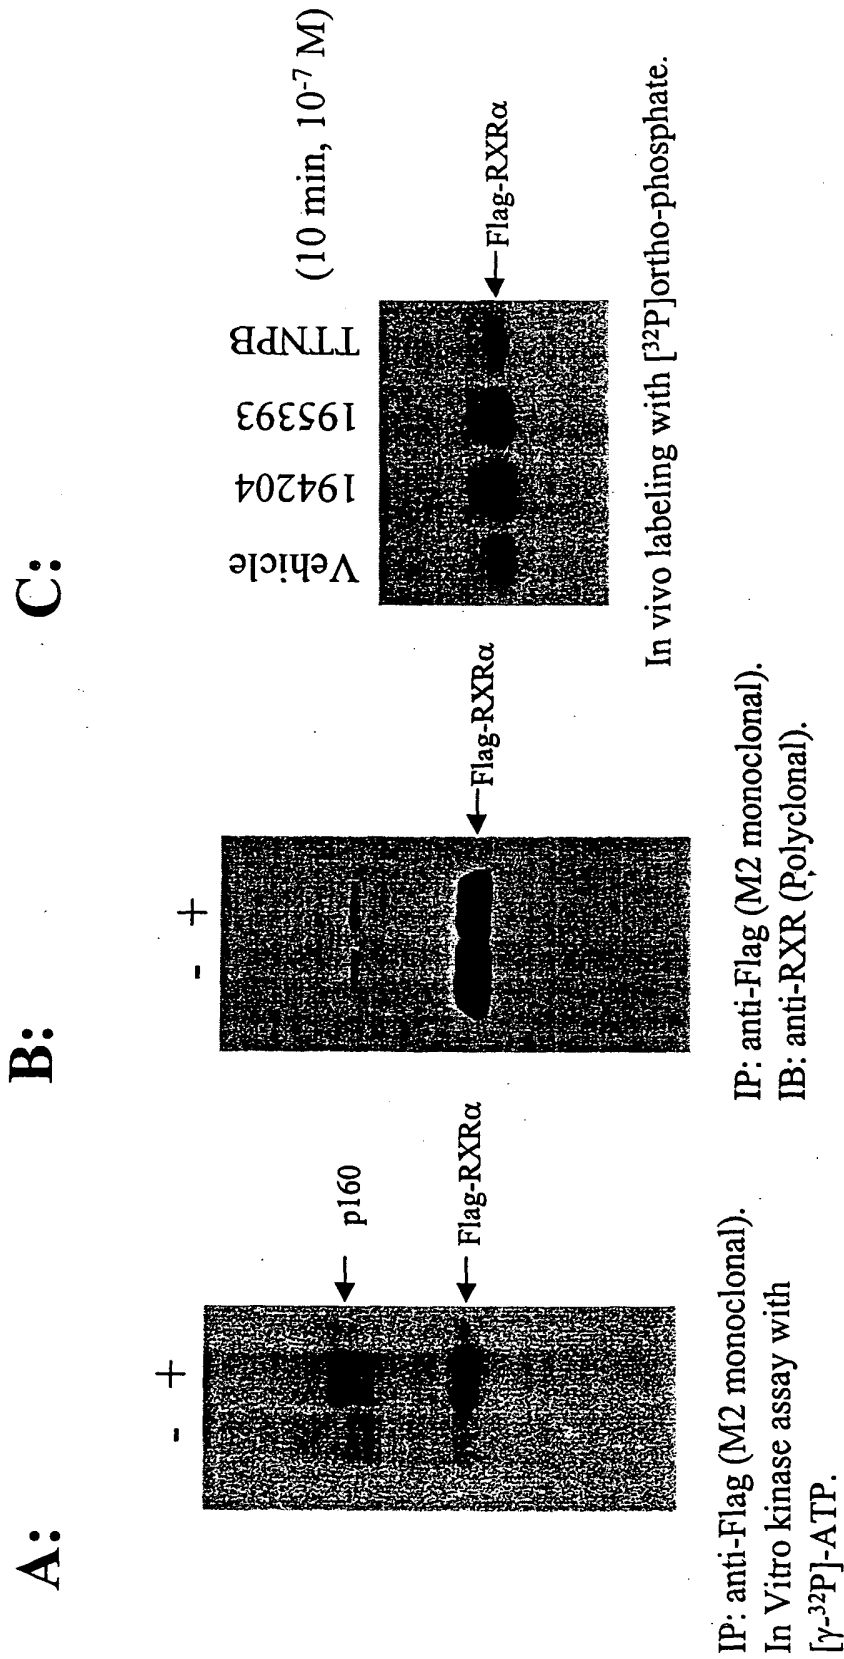 A:
- +
p160
Flag-RXRα
IP: anti-Flag (M2 monoclonal).
In Vitro kinase assay with
[γ-³²P]-ATP.
B:
- +
Flag-RXRα
IP: anti-Flag (M2 monoclonal).
IB: anti-RXR (Polyclonal).
C:
Vehicle
194204
195393
TTNPB
(10 min, 10⁻⁷ M)
Flag-RXRα
In vivo labeling with [³²P]ortho-phosphate.